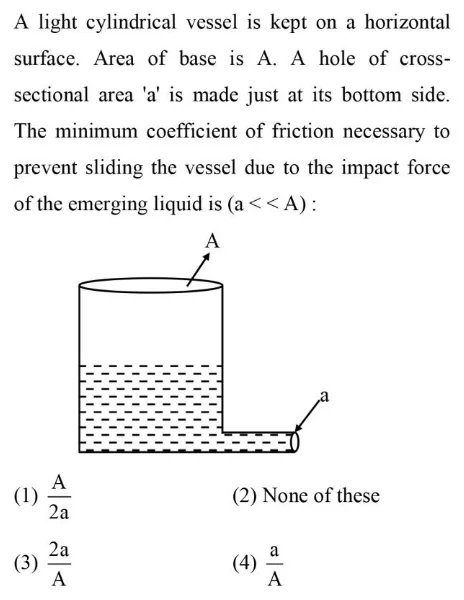 A light cylindrical vessel is kept on a horizontal
surface. Area of base is A. A hole of cross-
sectional area 'a' is made just at its bottom side.
The minimum coefficient of friction necessary to
prevent sliding the vessel due to the impact force
of the emerging liquid is (a < < A) :
A
a
(1) A/2a (2) None of these
(3) 2a/A (4) a/A